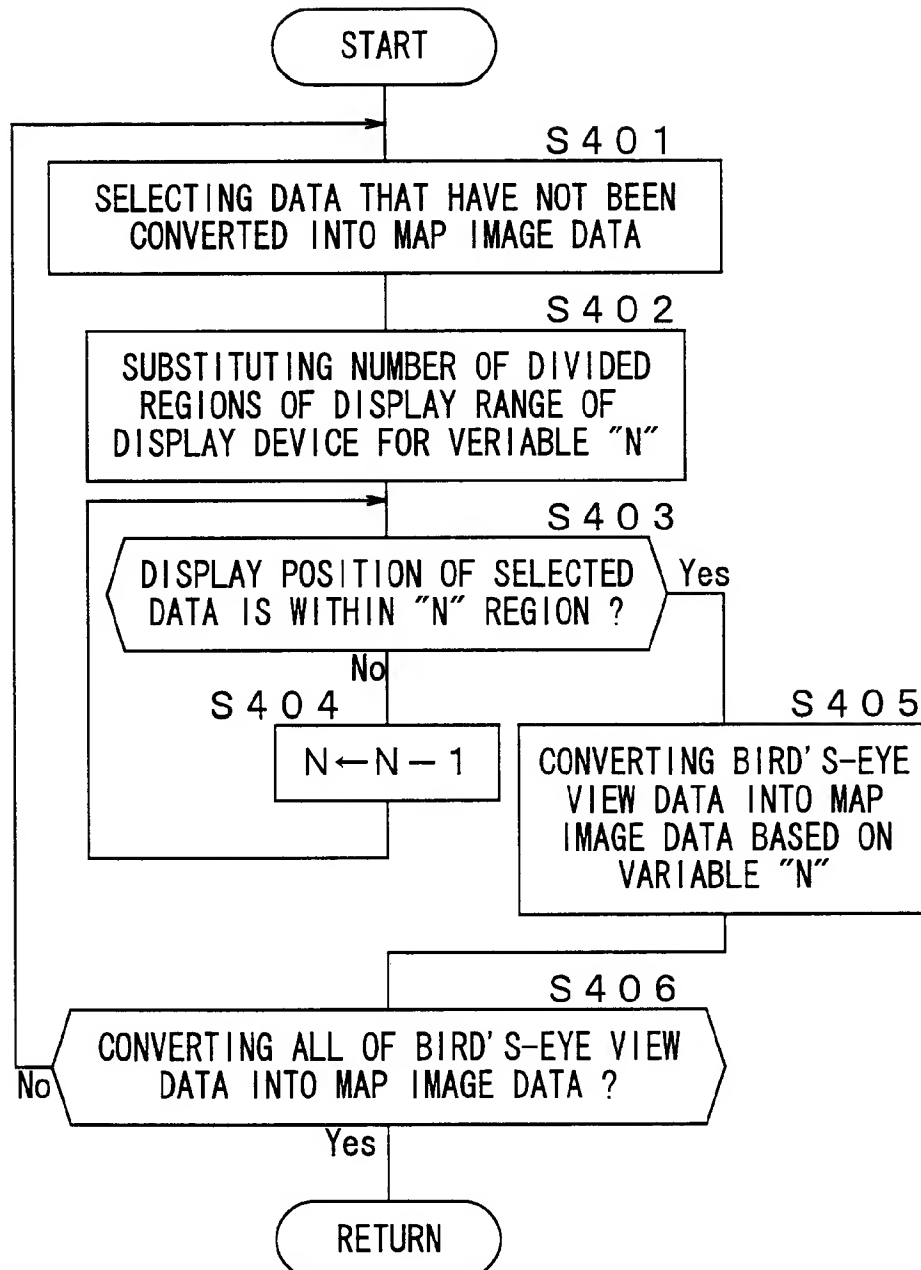 START
S401
SELECTING DATA THAT HAVE NOT BEEN
CONVERTED INTO MAP IMAGE DATA
S402
SUBSTITUTING NUMBER OF DIVIDED
REGIONS OF DISPLAY RANGE OF
DISPLAY DEVICE FOR VERIABLE "N"
S403
DISPLAY POSITION OF SELECTED
DATA IS WITHIN "N" REGION ?
Yes
No
S404
N←N-1
S405
CONVERTING BIRD'S-EYE
VIEW DATA INTO MAP
IMAGE DATA BASED ON
VARIABLE "N"
S406
CONVERTING ALL OF BIRD'S-EYE VIEW
DATA INTO MAP IMAGE DATA ?
No
Yes
RETURN